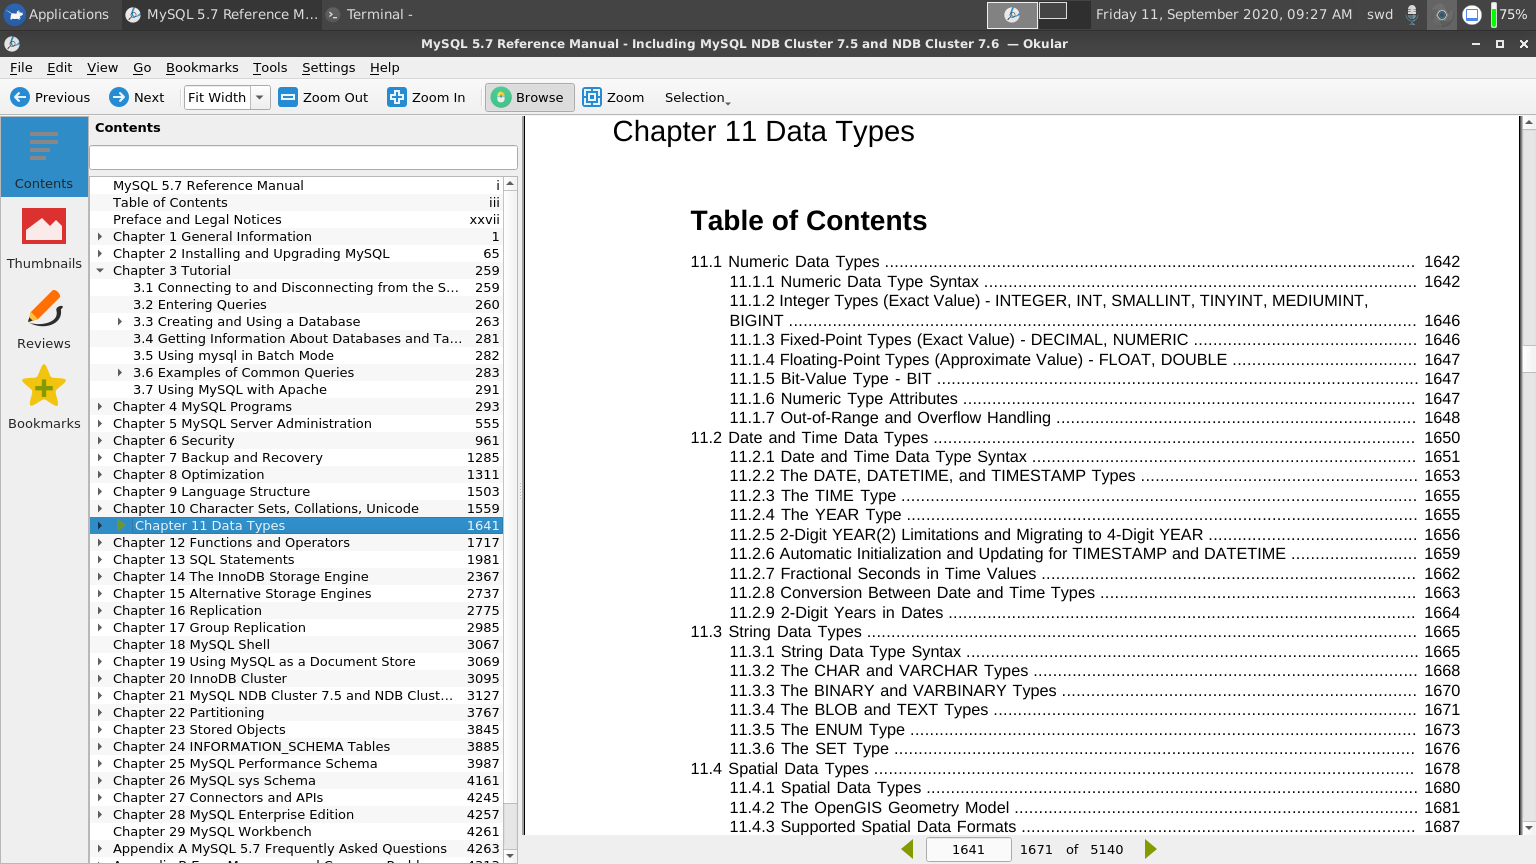 Applications MySQL 5.7 Reference M... Terminal - Friday 11, September 2020, 09:27 AM swd 75%
MySQL 5.7 Reference Manual - Including MySQL NDB Cluster 7.5 and NDB Cluster 7.6 — Okular
File Edit View Go Bookmarks Tools Settings Help
Previous Next Fit Width Zoom Out Zoom In Browse Zoom Selection
Contents
Thumbnails
Reviews
Bookmarks
Contents
MySQL 5.7 Reference Manual i
Table of Contents iii
Preface and Legal Notices xxvii
Chapter 1 General Information 1
Chapter 2 Installing and Upgrading MySQL 65
Chapter 3 Tutorial 259
3.1 Connecting to and Disconnecting from the S... 259
3.2 Entering Queries 260
3.3 Creating and Using a Database 263
3.4 Getting Information About Databases and Ta... 281
3.5 Using mysql in Batch Mode 282
3.6 Examples of Common Queries 283
3.7 Using MySQL with Apache 291
Chapter 4 MySQL Programs 293
Chapter 5 MySQL Server Administration 555
Chapter 6 Security 961
Chapter 7 Backup and Recovery 1285
Chapter 8 Optimization 1311
Chapter 9 Language Structure 1503
Chapter 10 Character Sets, Collations, Unicode 1559
Chapter 11 Data Types 1641
Chapter 12 Functions and Operators 1717
Chapter 13 SQL Statements 1981
Chapter 14 The InnoDB Storage Engine 2367
Chapter 15 Alternative Storage Engines 2737
Chapter 16 Replication 2775
Chapter 17 Group Replication 2985
Chapter 18 MySQL Shell 3067
Chapter 19 Using MySQL as a Document Store 3069
Chapter 20 InnoDB Cluster 3095
Chapter 21 MySQL NDB Cluster 7.5 and NDB Clust... 3127
Chapter 22 Partitioning 3767
Chapter 23 Stored Objects 3845
Chapter 24 INFORMATION_SCHEMA Tables 3885
Chapter 25 MySQL Performance Schema 3987
Chapter 26 MySQL sys Schema 4161
Chapter 27 Connectors and APIs 4245
Chapter 28 MySQL Enterprise Edition 4257
Chapter 29 MySQL Workbench 4261
Appendix A MySQL 5.7 Frequently Asked Questions 4263
Chapter 11 Data Types
Table of Contents
11.1 Numeric Data Types 1642
11.1.1 Numeric Data Type Syntax 1642
11.1.2 Integer Types (Exact Value) - INTEGER, INT, SMALLINT, TINYINT, MEDIUMINT,
BIGINT 1646
11.1.3 Fixed-Point Types (Exact Value) - DECIMAL, NUMERIC 1646
11.1.4 Floating-Point Types (Approximate Value) - FLOAT, DOUBLE 1647
11.1.5 Bit-Value Type - BIT 1647
11.1.6 Numeric Type Attributes 1647
11.1.7 Out-of-Range and Overflow Handling 1648
11.2 Date and Time Data Types 1650
11.2.1 Date and Time Data Type Syntax 1651
11.2.2 The DATE, DATETIME, and TIMESTAMP Types 1653
11.2.3 The TIME Type 1655
11.2.4 The YEAR Type 1655
11.2.5 2-Digit YEAR(2) Limitations and Migrating to 4-Digit YEAR 1656
11.2.6 Automatic Initialization and Updating for TIMESTAMP and DATETIME 1659
11.2.7 Fractional Seconds in Time Values 1662
11.2.8 Conversion Between Date and Time Types 1663
11.2.9 2-Digit Years in Dates 1664
11.3 String Data Types 1665
11.3.1 String Data Type Syntax 1665
11.3.2 The CHAR and VARCHAR Types 1668
11.3.3 The BINARY and VARBINARY Types 1670
11.3.4 The BLOB and TEXT Types 1671
11.3.5 The ENUM Type 1673
11.3.6 The SET Type 1676
11.4 Spatial Data Types 1678
11.4.1 Spatial Data Types 1680
11.4.2 The OpenGIS Geometry Model 1681
11.4.3 Supported Spatial Data Formats 1687
1641 1671 of 5140